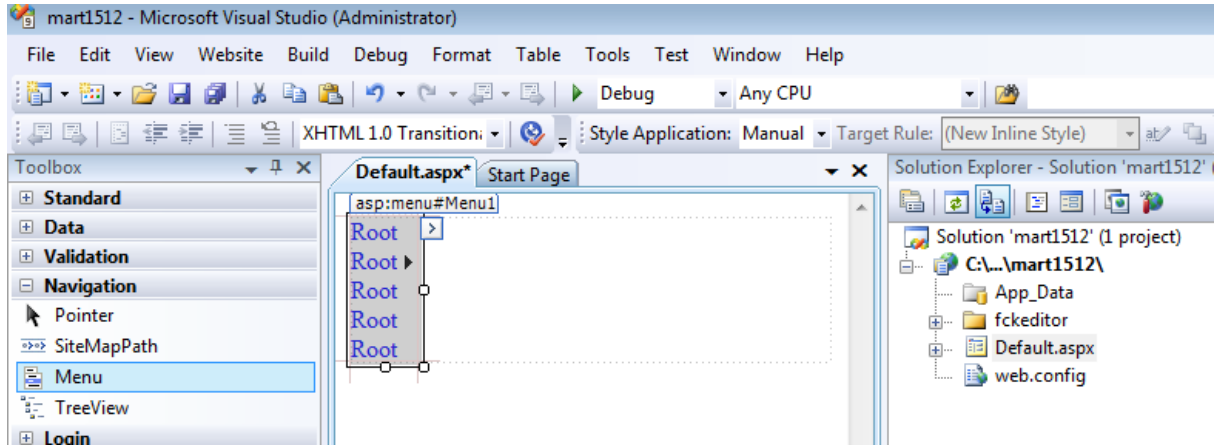 mart1512 - Microsoft Visual Studio (Administrator)
File Edit View Website Build Debug Format Table Tools Test Window Help
Debug Any CPU
XHTML 1.0 Transition Style Application: Manual Target Rule: (New Inline Style) ab
Toolbox
Standard
Data
Validation
Navigation
Pointer
SiteMapPath
Menu
TreeView
Login
Default.aspx* Start Page
asp:menu#Menu1
Root
Root
Root
Root
Root
Solution Explorer - Solution 'mart1512' (
Solution 'mart1512' (1 project)
C:\...\mart1512\
App_Data
fckeditor
Default.aspx
web.config